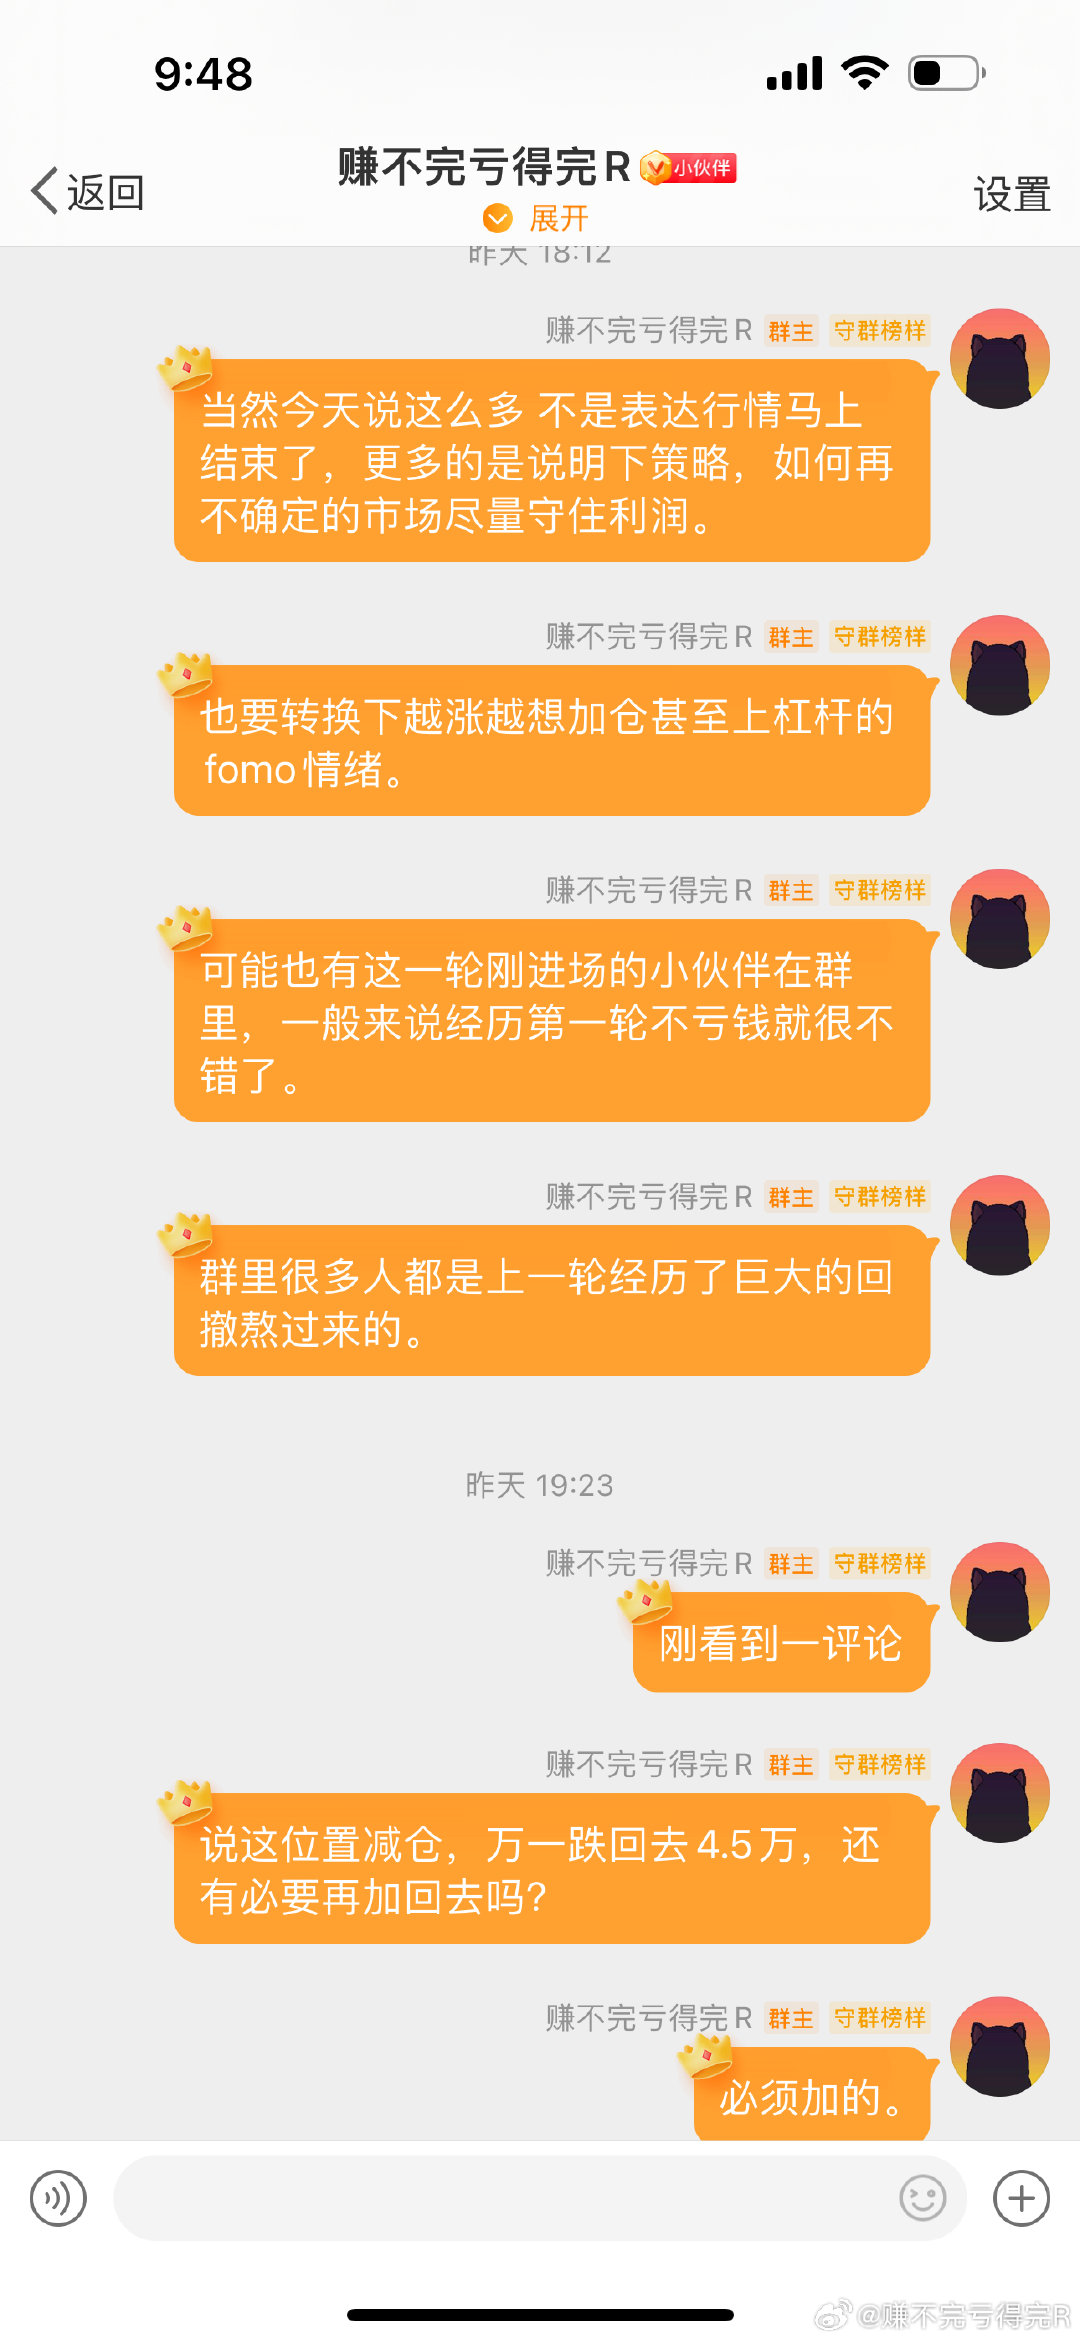 9:48
返回
赚不完亏得完R
小伙伴
展开
设置
昨天 18:12
赚不完亏得完R 群主 守群榜样
当然今天说这么多 不是表达行情马上
结束了，更多的是说明下策略，如何再
不确定的市场尽量守住利润。
赚不完亏得完R 群主 守群榜样
也要转换下越涨越想加仓甚至上杠杆的
fomo情绪。
赚不完亏得完R 群主 守群榜样
可能也有这一轮刚进场的小伙伴在群
里，一般来说经历第一轮不亏钱就很不
错了。
赚不完亏得完R 群主 守群榜样
群里很多人都是上一轮经历了巨大的回
撤熬过来的。
昨天 19:23
赚不完亏得完R 群主 守群榜样
刚看到一评论
赚不完亏得完R 群主 守群榜样
说这位置减仓，万一跌回去4.5万，还
有必要再加回去吗?
赚不完亏得完R 群主 守群榜样
必须加的。
@赚不完亏得完R